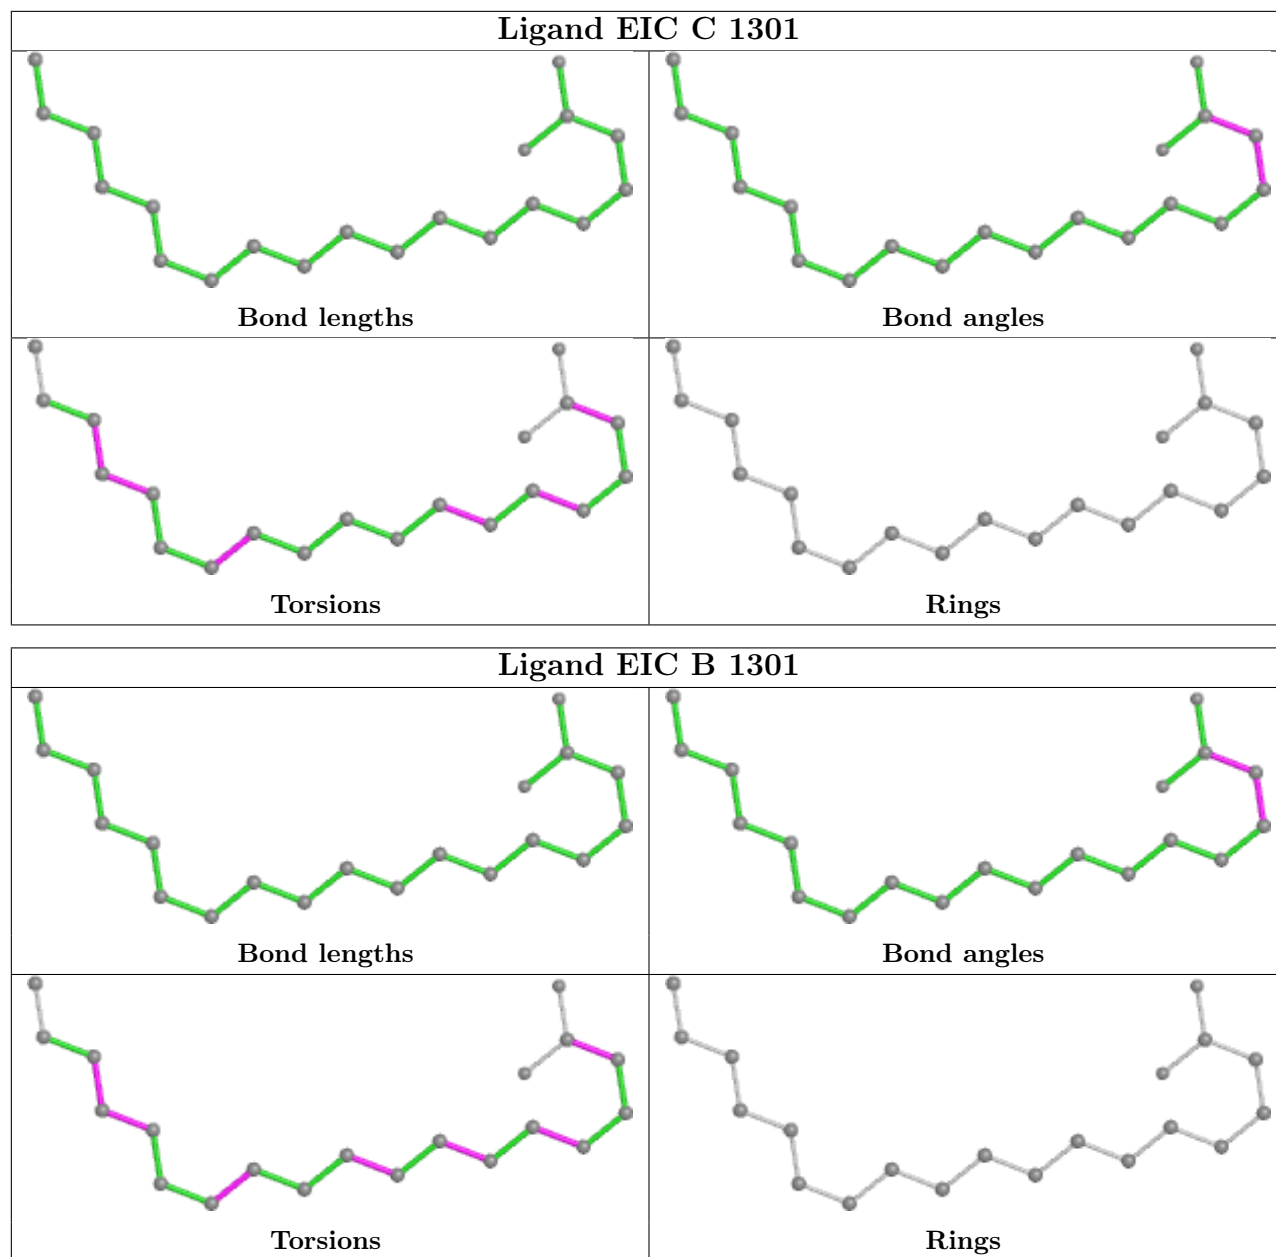 Ligand EIC C 1301
Bond lengths
Bond angles
Torsions
Rings
Ligand EIC B 1301
Bond lengths
Bond angles
Torsions
Rings